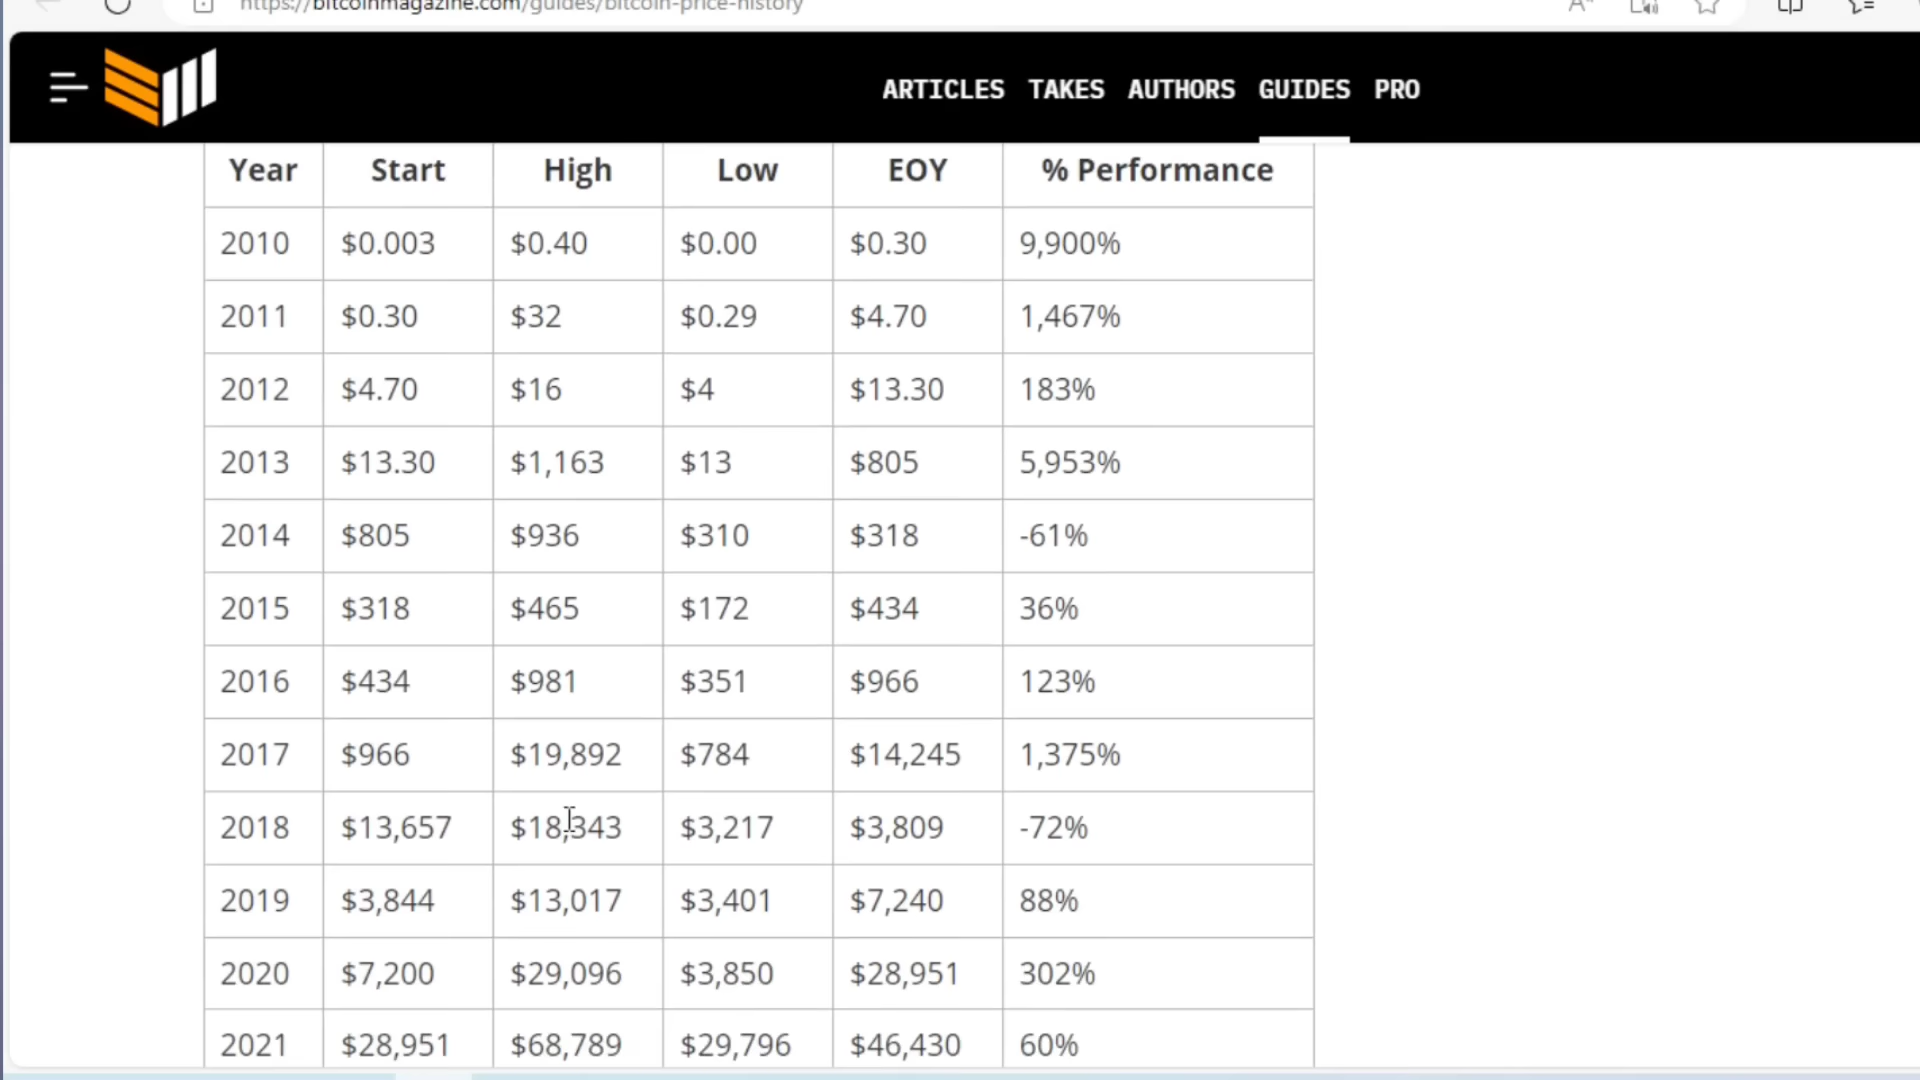 https://bitcoinmagazine.com/guides/bitcoin-price-history
ARTICLES TAKES AUTHORS GUIDES PRO
Year Start High Low EOY % Performance
2010 $0.003 $0.40 $0.00 $0.30 9,900%
2011 $0.30 $32 $0.29 $4.70 1,467%
2012 $4.70 $16 $4 $13.30 183%
2013 $13.30 $1,163 $13 $805 5,953%
2014 $805 $936 $310 $318 -61%
2015 $318 $465 $172 $434 36%
2016 $434 $981 $351 $966 123%
2017 $966 $19,892 $784 $14,245 1,375%
2018 $13,657 $18,343 $3,217 $3,809 -72%
2019 $3,844 $13,017 $3,401 $7,240 88%
2020 $7,200 $29,096 $3,850 $28,951 302%
2021 $28,951 $68,789 $29,796 $46,430 60%